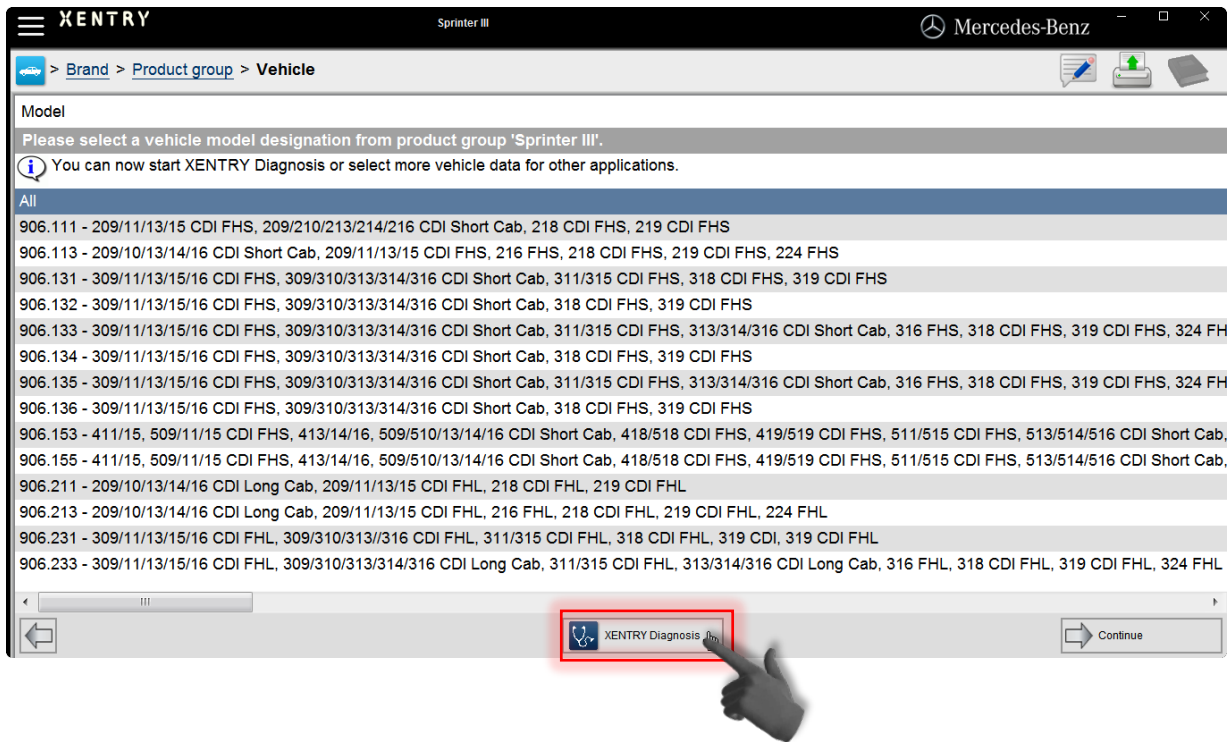 XENTRY
Sprinter III
Mercedes-Benz
> Brand > Product group > Vehicle
Model
Please select a vehicle model designation from product group 'Sprinter III'.
You can now start XENTRY Diagnosis or select more vehicle data for other applications.
All
906.111 - 209/11/13/15 CDI FHS, 209/210/213/214/216 CDI Short Cab, 218 CDI FHS, 219 CDI FHS
906.113 - 209/10/13/14/16 CDI Short Cab, 209/11/13/15 CDI FHS, 216 FHS, 218 CDI FHS, 219 CDI FHS, 224 FHS
906.131 - 309/11/13/15/16 CDI FHS, 309/310/313/314/316 CDI Short Cab, 311/315 CDI FHS, 318 CDI FHS, 319 CDI FHS
906.132 - 309/11/13/15/16 CDI FHS, 309/310/313/314/316 CDI Short Cab, 318 CDI FHS, 319 CDI FHS
906.133 - 309/11/13/15/16 CDI FHS, 309/310/313/314/316 CDI Short Cab, 311/315 CDI FHS, 313/314/316 CDI Short Cab, 316 FHS, 318 CDI FHS, 319 CDI FHS, 324 FH
906.134 - 309/11/13/15/16 CDI FHS, 309/310/313/314/316 CDI Short Cab, 318 CDI FHS, 319 CDI FHS
906.135 - 309/11/13/15/16 CDI FHS, 309/310/313/314/316 CDI Short Cab, 311/315 CDI FHS, 313/314/316 CDI Short Cab, 316 FHS, 318 CDI FHS, 319 CDI FHS, 324 FH
906.136 - 309/11/13/15/16 CDI FHS, 309/310/313/314/316 CDI Short Cab, 318 CDI FHS, 319 CDI FHS
906.153 - 411/15, 509/11/15 CDI FHS, 413/14/16, 509/510/13/14/16 CDI Short Cab, 418/518 CDI FHS, 419/519 CDI FHS, 511/515 CDI FHS, 513/514/516 CDI Short Cab,
906.155 - 411/15, 509/11/15 CDI FHS, 413/14/16, 509/510/13/14/16 CDI Short Cab, 418/518 CDI FHS, 419/519 CDI FHS, 511/515 CDI FHS, 513/514/516 CDI Short Cab,
906.211 - 209/10/13/14/16 CDI Long Cab, 209/11/13/15 CDI FHL, 218 CDI FHL, 219 CDI FHL
906.213 - 209/10/13/14/16 CDI Long Cab, 209/11/13/15 CDI FHL, 216 FHL, 218 CDI FHL, 219 CDI FHL, 224 FHL
906.231 - 309/11/13/15/16 CDI FHL, 309/310/313//316 CDI FHL, 311/315 CDI FHL, 318 CDI FHL, 319 CDI, 319 CDI FHL
906.233 - 309/11/13/15/16 CDI FHL, 309/310/313/314/316 CDI Long Cab, 311/315 CDI FHL, 313/314/316 CDI Long Cab, 316 FHL, 318 CDI FHL, 319 CDI FHL, 324 FHL
XENTRY Diagnosis
Continue